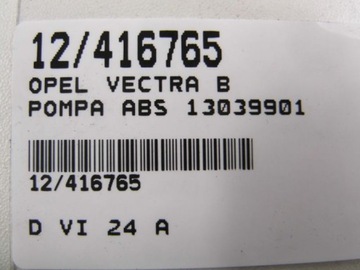 12/416765
OPEL VECTRA B
POMPA ABS 13039901
12/416765
D VI 24 A